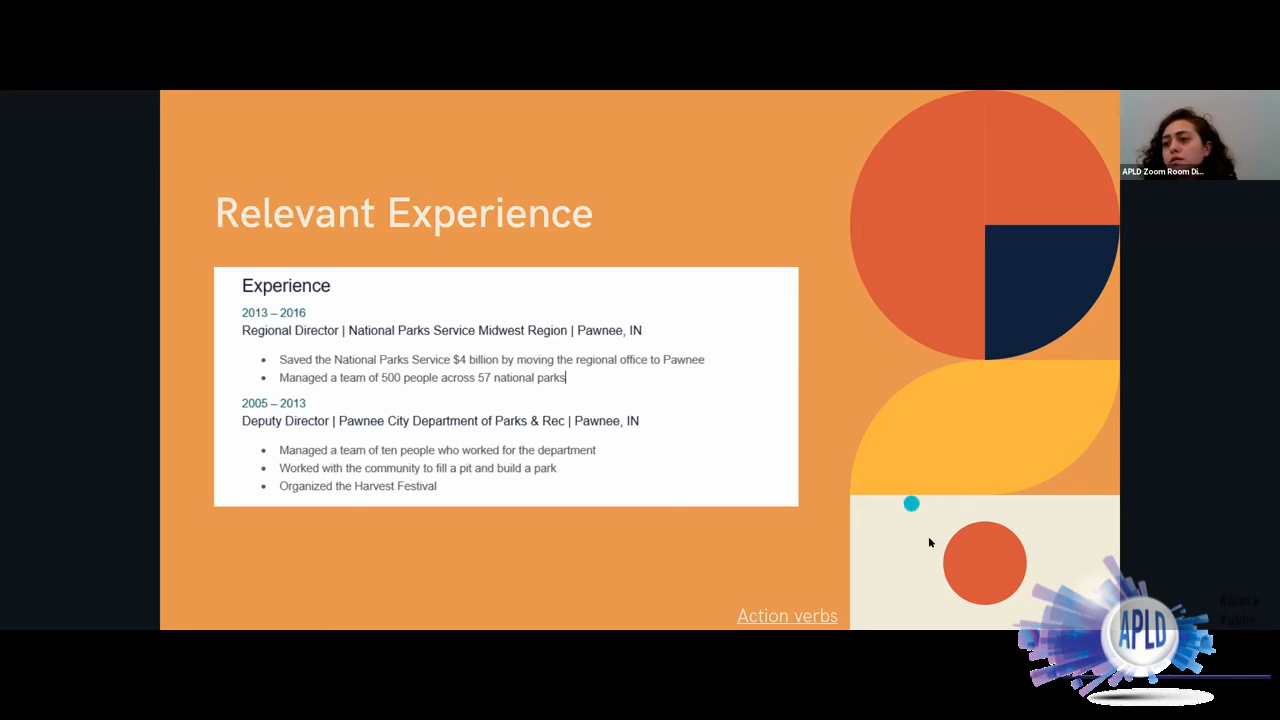 Relevant Experience
Experience
2013 – 2016
Regional Director | National Parks Service Midwest Region | Pawnee, IN
• Saved the National Parks Service $4 billion by moving the regional office to Pawnee
• Managed a team of 500 people across 57 national parks
2005 – 2013
Deputy Director | Pawnee City Department of Parks & Rec | Pawnee, IN
• Managed a team of ten people who worked for the department
• Worked with the community to fill a pit and build a park
• Organized the Harvest Festival
Action verbs
APLD Zoom Room Di...
APLD
Aurora
Public